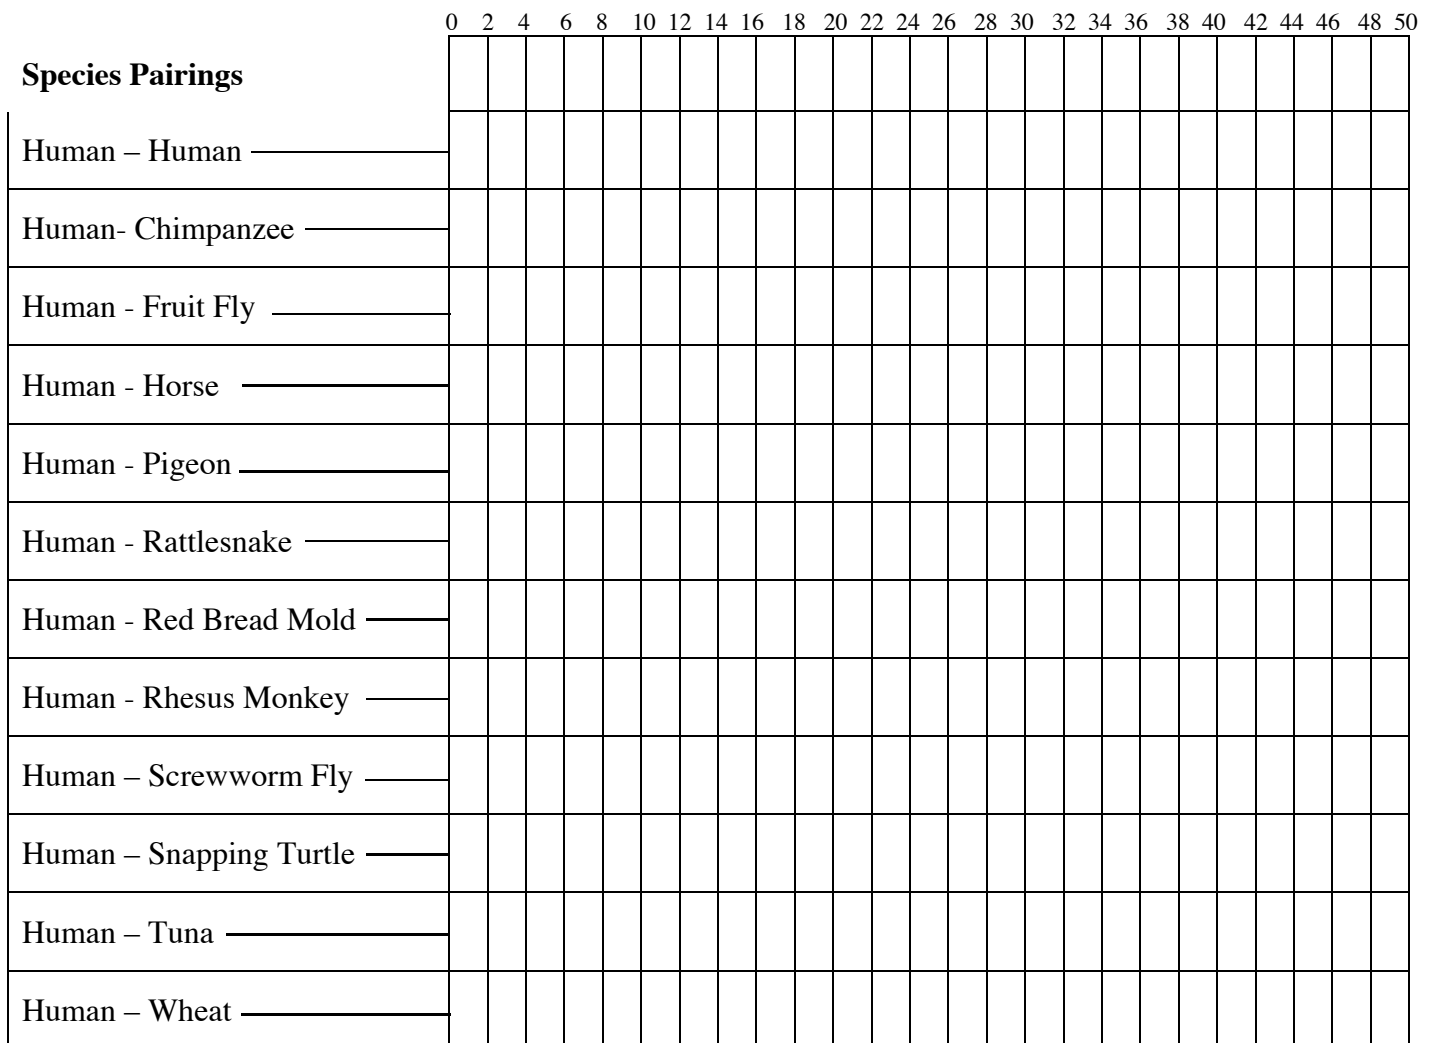 0 2 4 6 8 10 12 14 16 18 20 22 24 26 28 30 32 34 36 38 40 42 44 46 48 50
Species Pairings
Human – Human
Human- Chimpanzee
Human - Fruit Fly
Human - Horse
Human - Pigeon
Human - Rattlesnake
Human - Red Bread Mold
Human - Rhesus Monkey
Human – Screwworm Fly
Human – Snapping Turtle
Human – Tuna
Human – Wheat